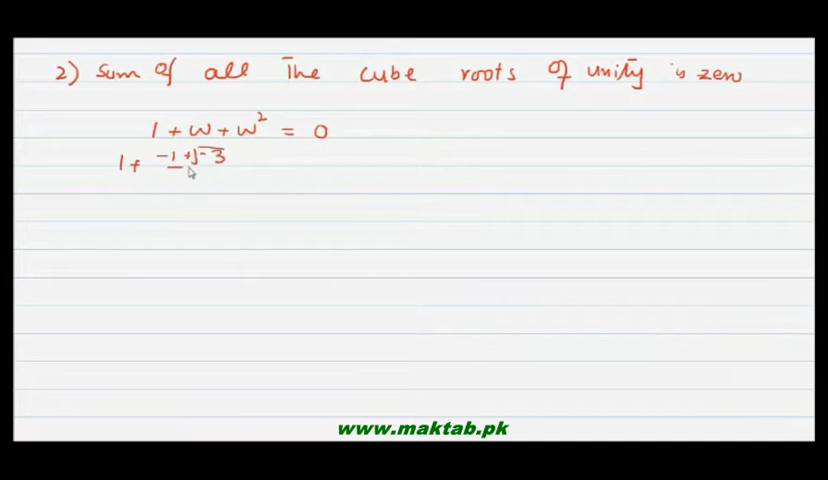 2) Sum of all The cube roots of unity is zero
1 + ω + ω² = 0
1 + -1 + √-3
www.maktab.pk